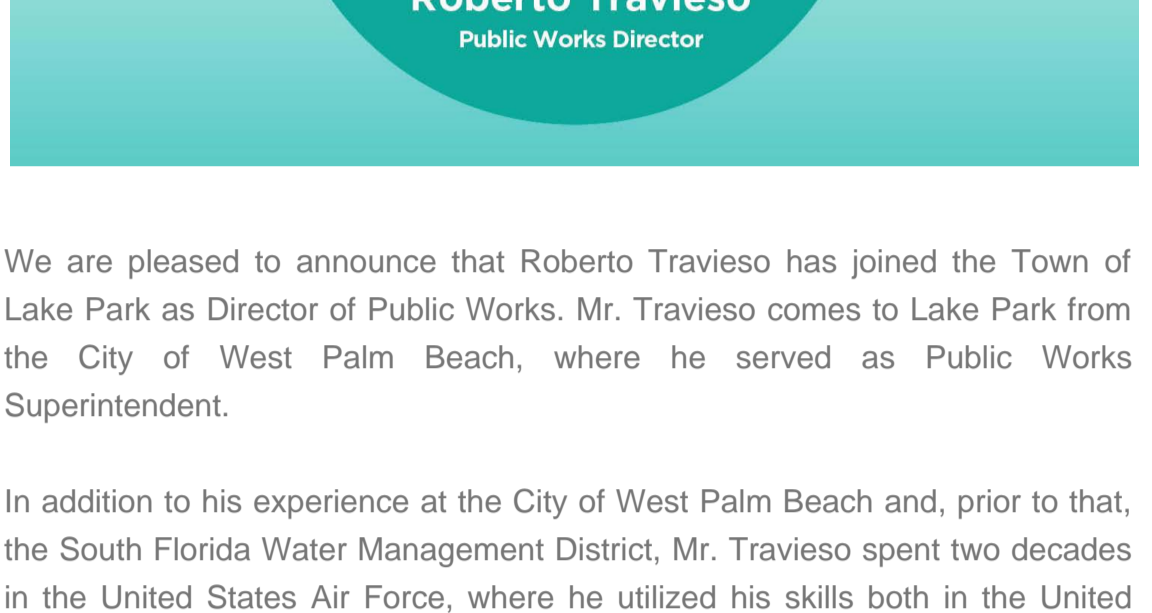 Roberto Travieso
Public Works Director
We are pleased to announce that Roberto Travieso has joined the Town of
Lake Park as Director of Public Works. Mr. Travieso comes to Lake Park from
the City of West Palm Beach, where he served as Public Works
Superintendent.
In addition to his experience at the City of West Palm Beach and, prior to that,
the South Florida Water Management District, Mr. Travieso spent two decades
in the United States Air Force, where he utilized his skills both in the United